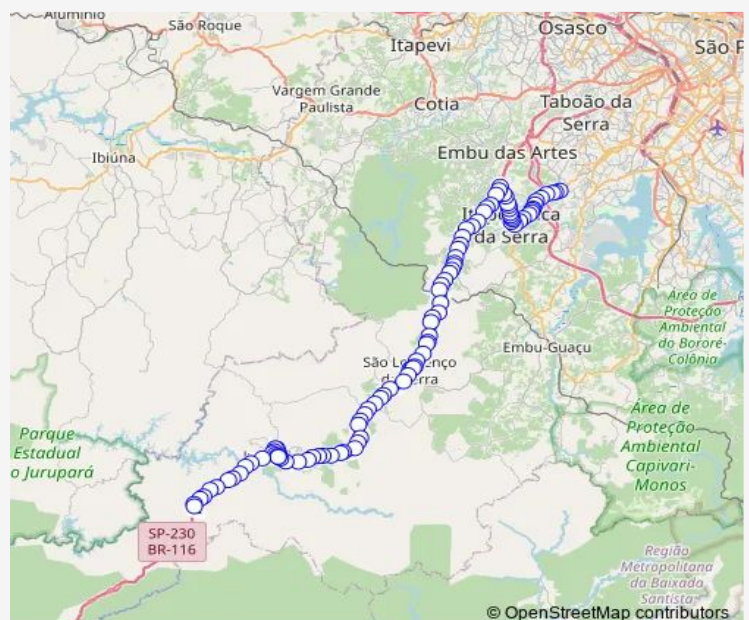 Alumínio
São Roque
Itapevi
Osasco
São P
Vargem Grande
Paulista
Cotia
Taboão da
Serra
Ibiúna
Embu das Artes
da Serra
Área de
Proteção
Ambiental
do Bororé-
Colônia
Embu-Guaçu
São Lo
Parque
Estadual
o Jurupará
Área de
Proteção
Ambiental
Capivari-
Monos
SP-230
BR-116
Região
Metropolitana
da Baixada
Santista
© OpenStreetMap contributors